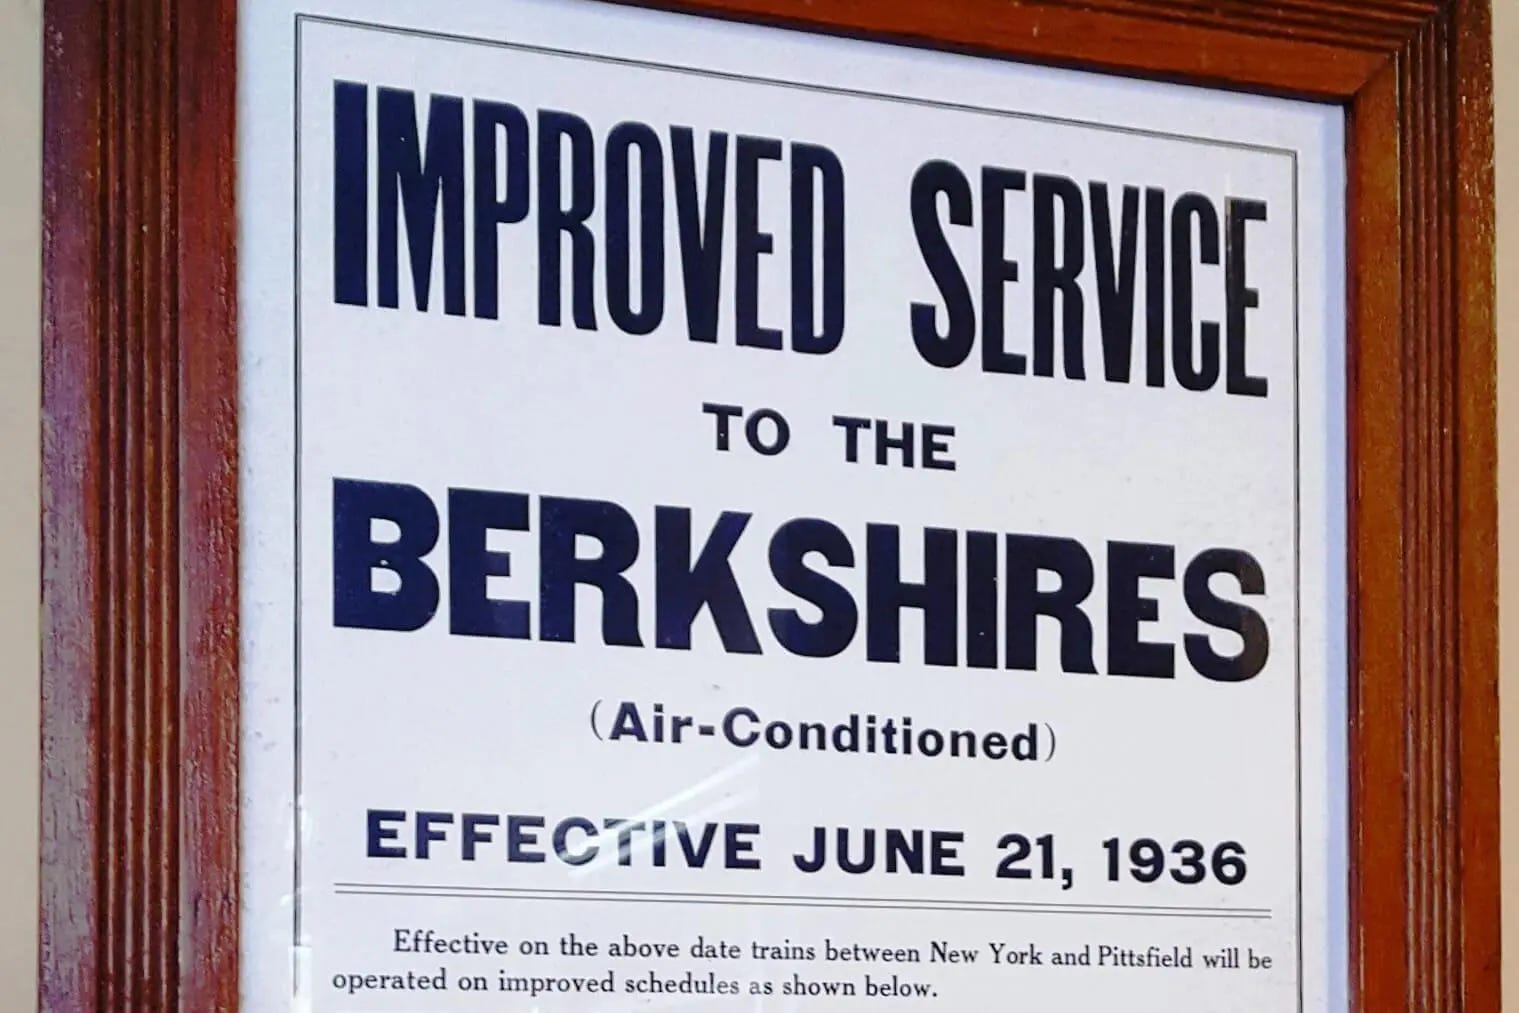 IMPROVED SERVICE
TO THE
BERKSHIRES
(Air-Conditioned)
EFFECTIVE JUNE 21, 1936
Effective on the above date trains between New York and Pittsfield will be
operated on improved schedules as shown below.